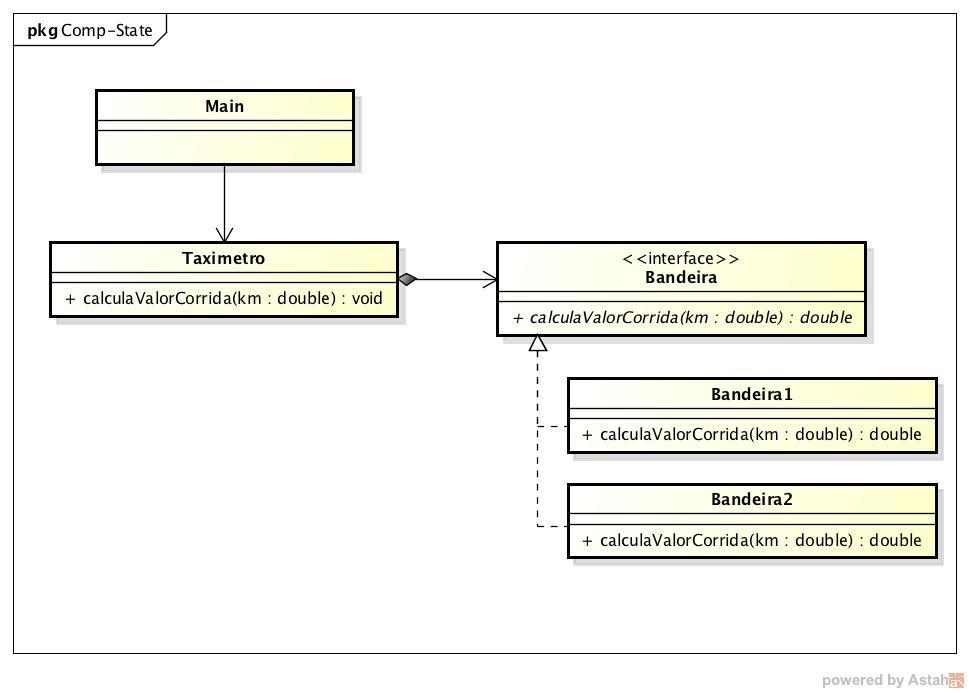 pkg Comp-State
Main
Taximetro
+ calculaValorCorrida(km : double) : void
<<interface>>
Bandeira
+ calculaValorCorrida(km : double) : double
Bandeira1
+ calculaValorCorrida(km : double) : double
Bandeira2
+ calculaValorCorrida(km : double) : double
powered by Astah